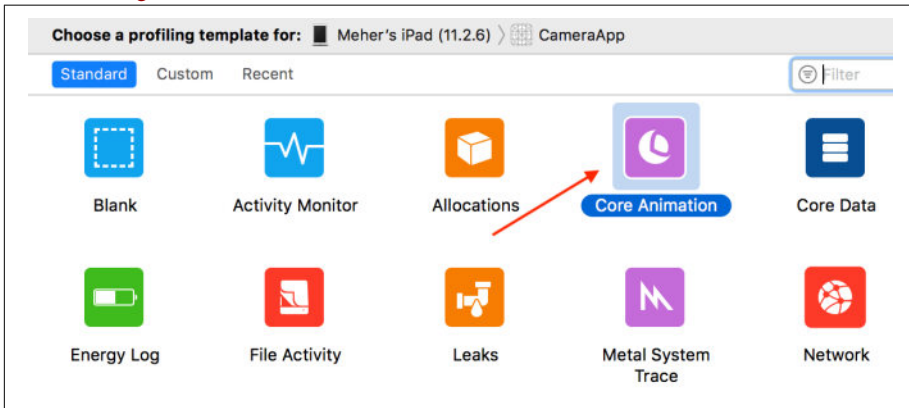 Choose a profiling template for: Meher's iPad (11.2.6) 〉 CameraApp
Standard Custom Recent Filter
Blank Activity Monitor Allocations Core Animation Core Data
Energy Log File Activity Leaks Metal System Trace Network